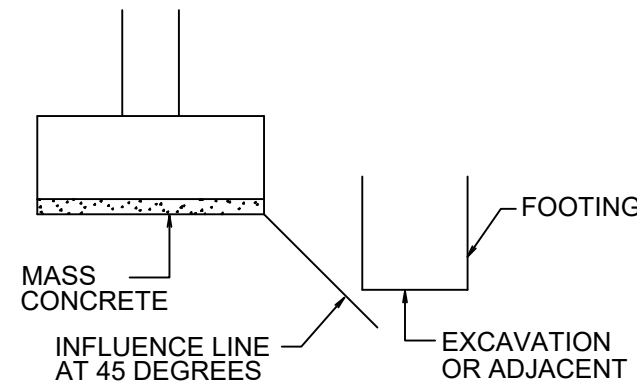 FOOTING
MASS
CONCRETE
INFLUENCE LINE
AT 45 DEGREES
EXCAVATION
OR ADJACENT